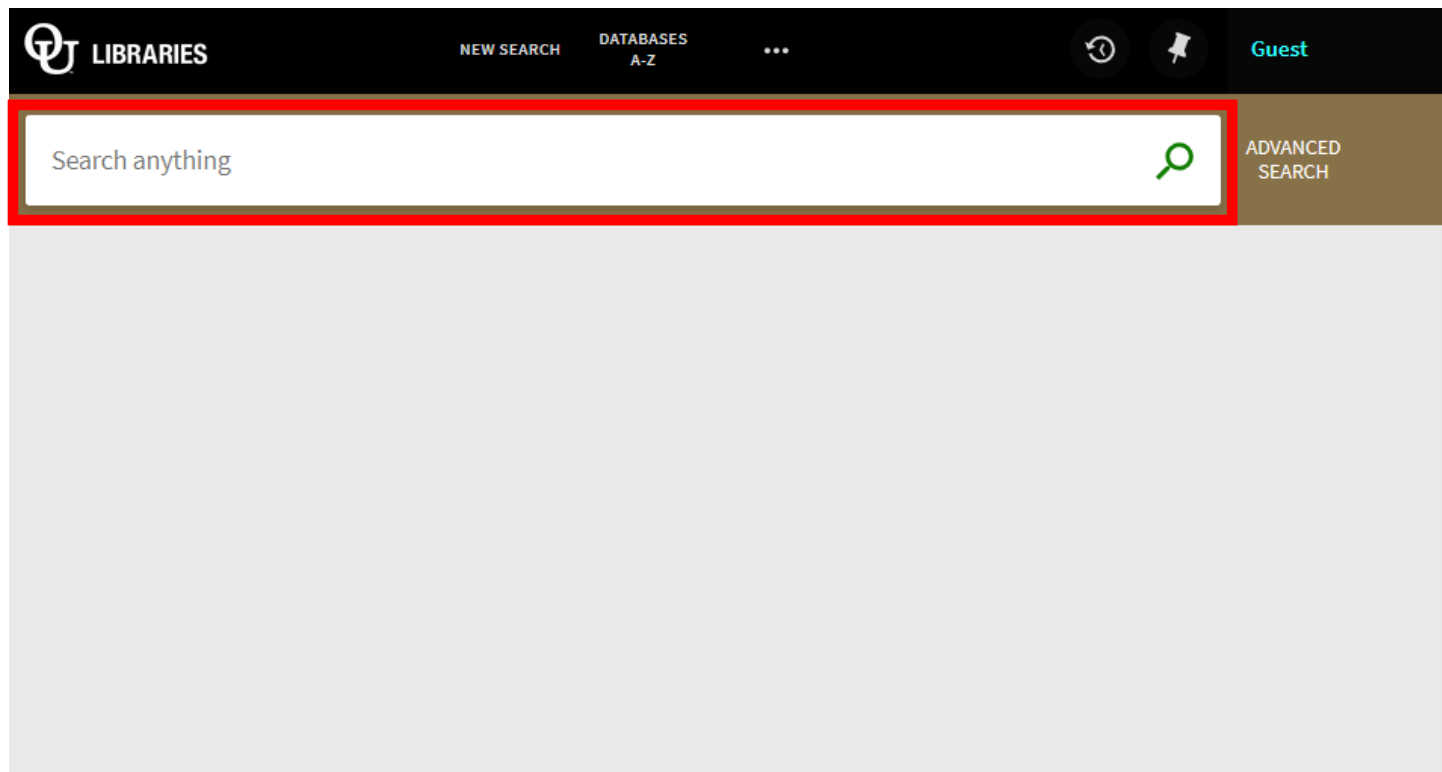 OU LIBRARIES
NEW SEARCH
DATABASES
A-Z
Guest
Search anything
ADVANCED
SEARCH